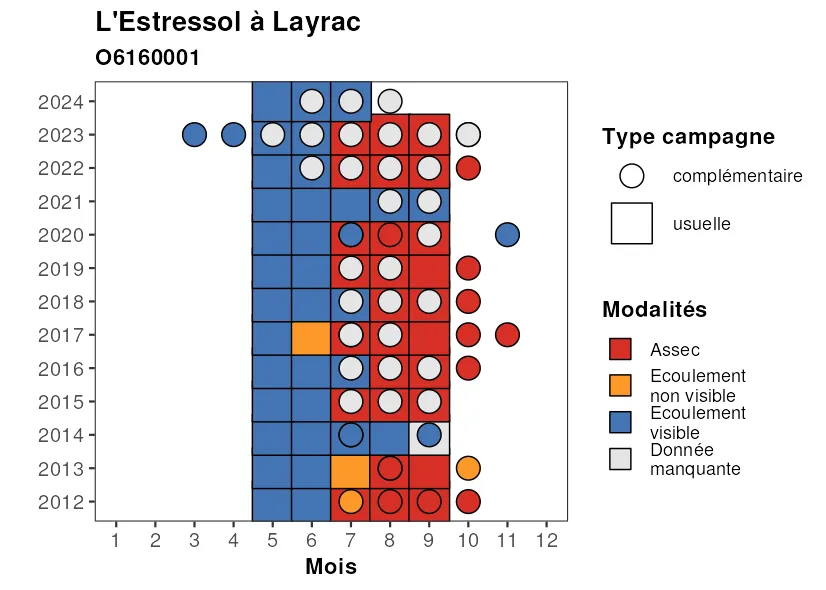 L'Estressol à Layrac
O6160001
2024
2023
2022
2021
2020
2019
2018
2017
2016
2015
2014
2013
2012
1 2 3 4 5 6 7 8 9 10 11 12
Mois
Type campagne
complémentaire
usuelle
Modalités
Assec
Ecoulement
non visible
Ecoulement
visible
Donnée
manquante